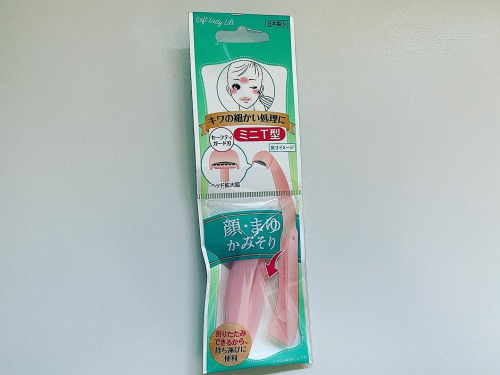 Soft Lady Lilt
日本製
キワの細かい処理に
ミニT型
セーフティ
ガード刃
実寸イメージ
ヘッド拡大図
顔・まゆ
かみそり
折りたたみ
できるから、
持ち運びに
便利